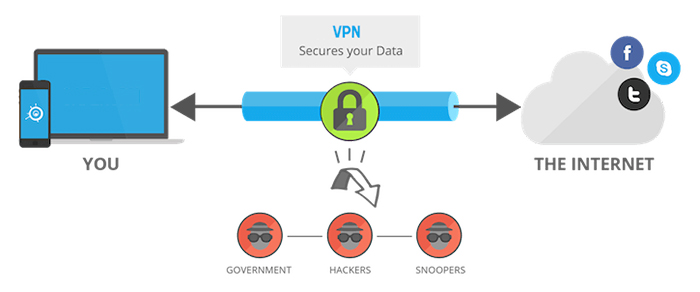 VPN
Secures your Data
f
S
t
YOU
THE INTERNET
GOVERNMENT
HACKERS
SNOOPERS